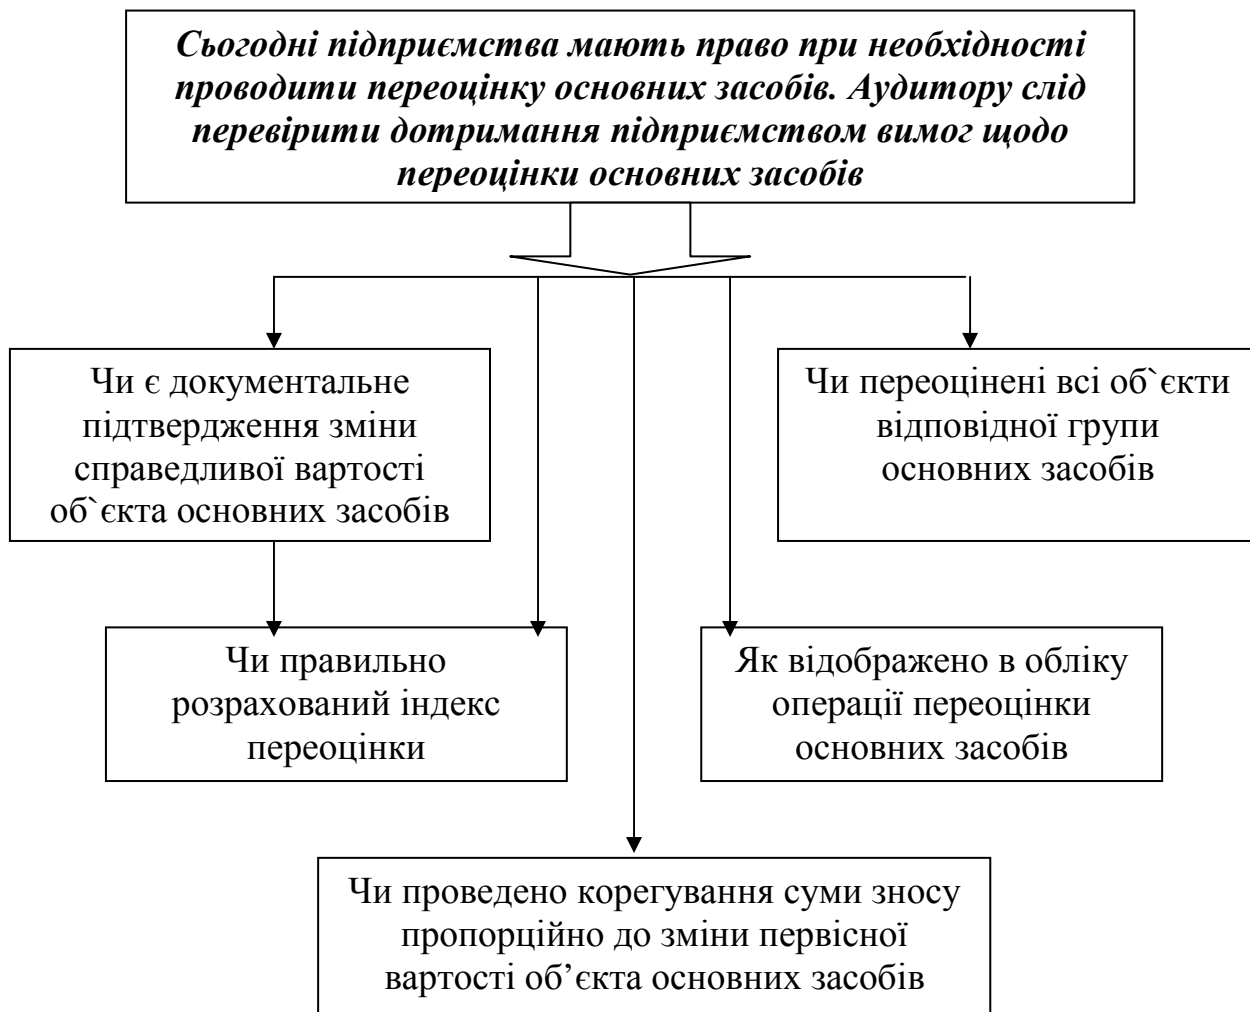 Сьогодні підприємства мають право при необхідності
проводити переоцінку основних засобів. Аудитору слід
перевірити дотримання підприємством вимог щодо
переоцінки основних засобів
Чи є документальне
підтвердження зміни
справедливої вартості
об`єкта основних засобів
Чи переоцінені всі об`єкти
відповідної групи
основних засобів
Чи правильно
розрахований індекс
переоцінки
Як відображено в обліку
операції переоцінки
основних засобів
Чи проведено корегування суми зносу
пропорційно до зміни первісної
вартості об’єкта основних засобів